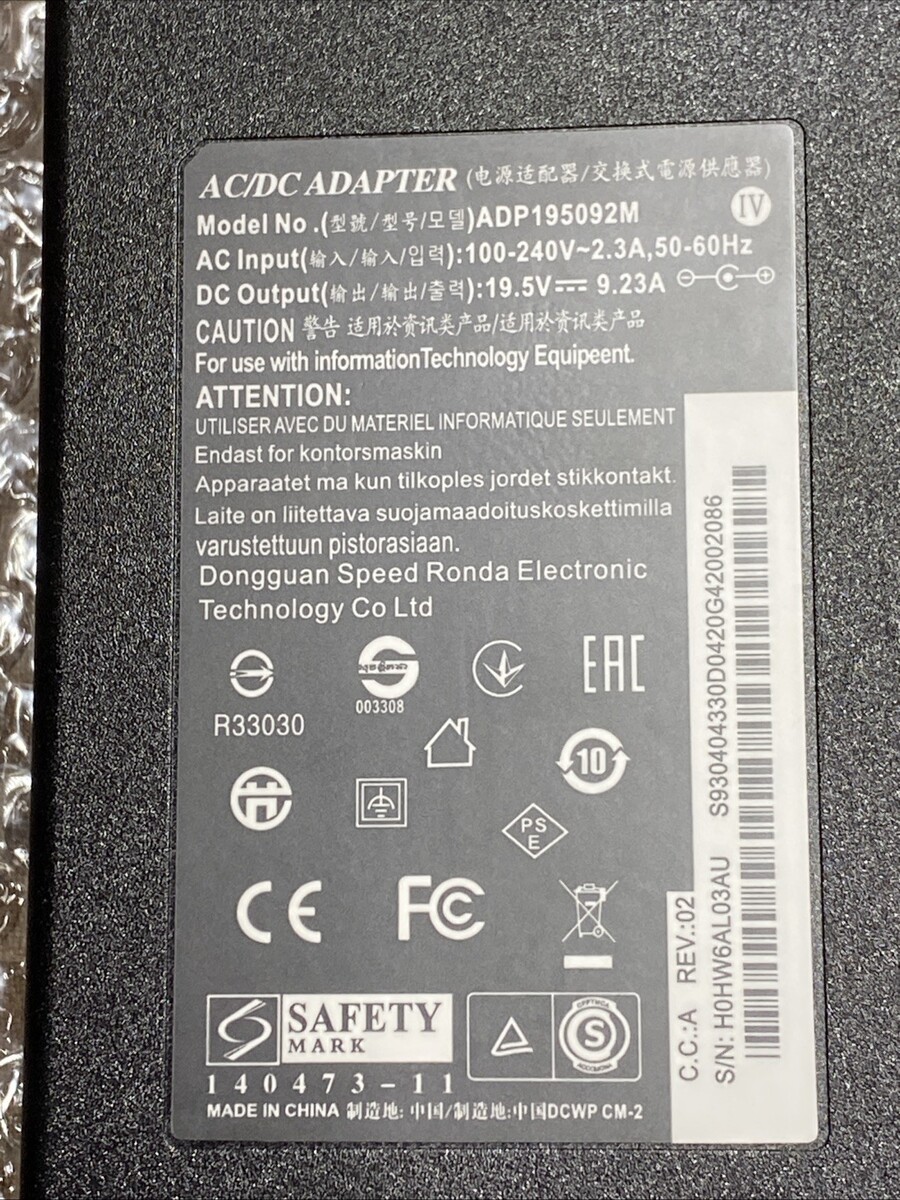 AC/DC ADAPTER (电源适配器/交换式電源供應器)
IV
Model No.(型號/型号/모델)ADP195092M
AC Input(输入/输入/입력):100-240V~2.3A,50-60Hz
DC Output(输出/输出/출력):19.5V⎓ 9.23A
CAUTION 警告 适用於资讯类产品/适用於资讯类产品
For use with informationTechnology Equipeent.
ATTENTION:
UTILISER AVEC DU MATERIEL INFORMATIQUE SEULEMENT
Endast for kontorsmaskin
Apparaatet ma kun tilkoples jordet stikkontakt.
Laite on liitettava suojamaadoituskoskettimilla
varustettuun pistorasiaan.
Dongguan Speed Ronda Electronic
Technology Co Ltd
R33030
003308
EAC
10
PS
E
CE
FC
SAFETY
MARK
S
140473-11
MADE IN CHINA 制造地: 中国/制造地:中国DCWP CM-2
C.C.:A REV.:02
S/N: H0HW6AL03AU S930404330D0420G42002086